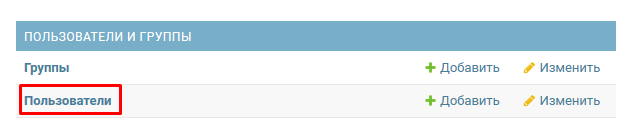 ПОЛЬЗОВАТЕЛИ И ГРУППЫ
Группы Добавить Изменить
Пользователи Добавить Изменить